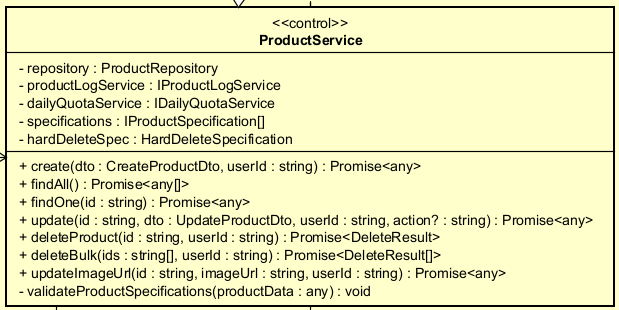 <<control>>
ProductService
- repository : ProductRepository
- productLogService : IProductLogService
- dailyQuotaService : IDailyQuotaService
- specifications : IProductSpecification[]
- hardDeleteSpec : HardDeleteSpecification
+ create(dto : CreateProductDto, userId : string) : Promise<any>
+ findAll() : Promise<any[]>
+ findOne(id : string) : Promise<any>
+ update(id : string, dto : UpdateProductDto, userId : string, action? : string) : Promise<any>
+ deleteProduct(id : string, userId : string) : Promise<DeleteResult>
+ deleteBulk(ids : string[], userId : string) : Promise<DeleteResult[]>
+ updateImageUrl(id : string, imageUrl : string, userId : string) : Promise<any>
- validateProductSpecifications(productData : any) : void